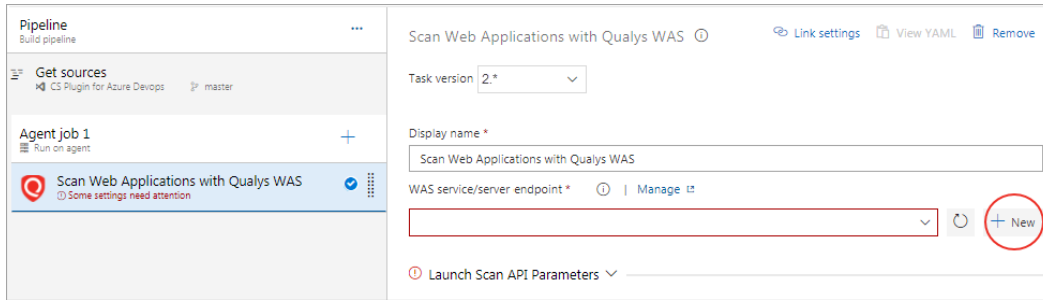 Pipeline
Build pipeline
...
Get sources
CS Plugin for Azure Devops master
Agent job 1
Run on agent
Scan Web Applications with Qualys WAS
Some settings need attention
Scan Web Applications with Qualys WAS
Link settings View YAML Remove
Task version 2.*
Display name *
Scan Web Applications with Qualys WAS
WAS service/server endpoint * | Manage
+ New
Launch Scan API Parameters